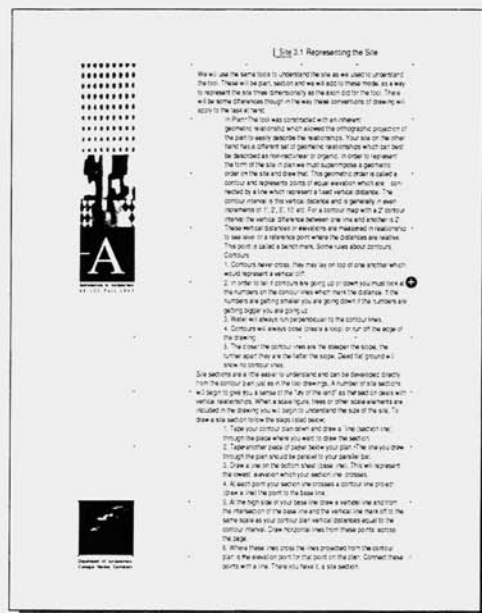 Site 3.1 Representing the Site
We will use the same tools to understand the site as we used to understand
the tool. These will be plan, section and we will add to these model, as a way
to represent the site three dimensionally as the axon did for the tool. There
will be some differences though in the way these conventions of drawing will
apply to the task at hand.
In Plan: The tool was constructed with an inherent
geometric relationship which allowed the orthographic projection of
the plan to easily describe the relationships. Your site on the other
hand has a different set of geometric relationships which can best
be described as non-rectilinear or organic. In order to represent
the form of the site in plan we must superimpose a geometric
order on the site and draw that. This geometric order is called a
contour and represents points of equal elevation which are con-
nected by a line which represent a fixed vertical distance. The
contour interval is this vertical distance and is generally in even
increments of 1', 2', 5', 10' etc. For a contour map with a 2' contour
interval the vertical difference between one line and another is 2'.
These vertical distances in elevations are measured in relationship
to see level or a reference point where the distances are relative.
This point is called a bench mark. Some rules about contours.
Contours
1. Contours never cross, they may lay on top of one another which
would represent a vertical cliff.
2. In order to tell if contours are going up or down you must look at
the numbers on the contour lines which mark the distance. If the
numbers are getting smaller you are going down if the numbers are
getting bigger you are going up.
3. Water will always run perpendicular to the contour lines.
4. Contours will always close (create a loop) or run off the edge of
the drawing.
5. The closer the contour lines are the steeper the slope, the
further apart they are the flatter the slope. Dead flat ground will
show no contour lines.
Site sections are a little easier to understand and can be developed directly
from the contour plan just as in the tool drawings. A number of site sections
will begin to give you a sense of the "lay of the land" as the section deals with
vertical relationships. When a scale figure, trees or other scale elements are
included in the drawing you will begin to understand the size of the site. To
draw a site section follow the steps listed below:
1. Tape your contour plan down and draw a line (section line)
through the place where you want to draw the section.
2. Tape another piece of paper below your plan. The line you draw
through the plan should be parallel to your parallel bar.
3. Draw a line on the bottom sheet (base line). This will represent
the lowest elevation which your section line crosses.
4. At each point your section line crosses a contour line project
(draw a line) the point to the base line.
5. At the high side of your base line draw a vertical line and from
the intersection of the base line and the vertical line mark off to the
same scale as your contour plan vertical distances equal to the
contour interval. Draw horizontal lines from these points across
the page.
6. Where these lines cross the lines projected from the contour
plan is the elevation point for that point on the plan. Connect these
points with a line. There you have it, a site section.
A
Department of Architecture
Carnegie Mellon